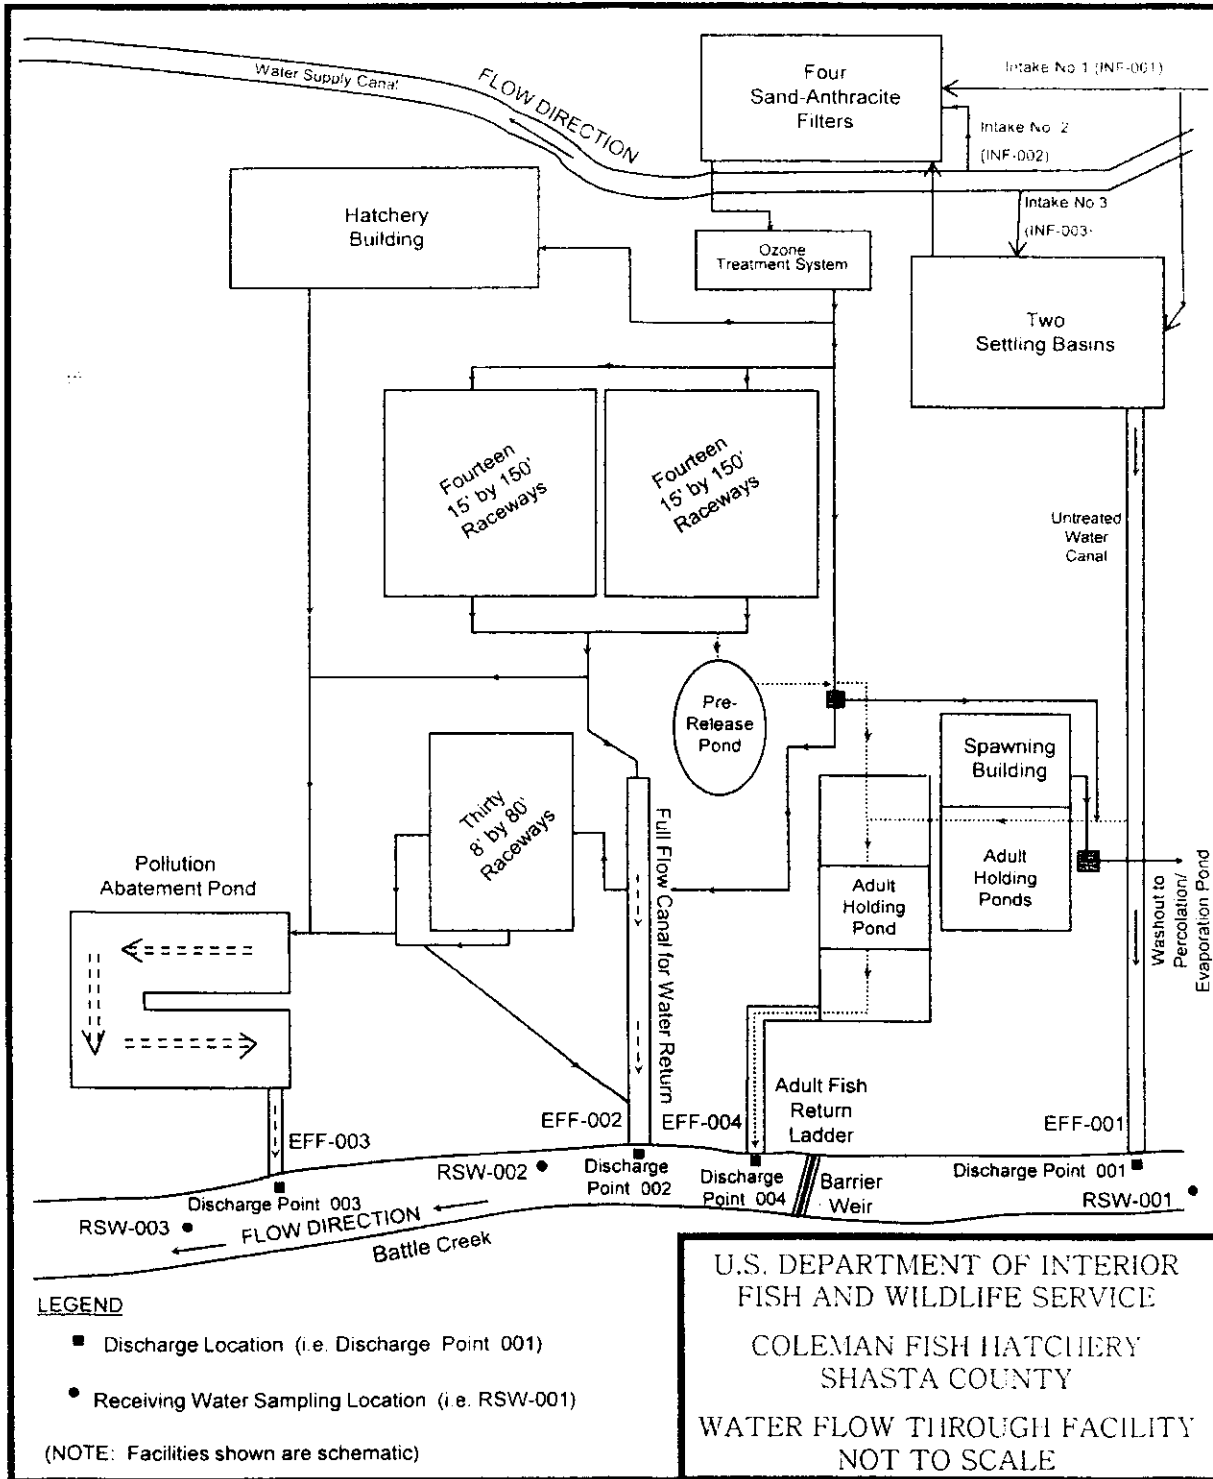 Water Supply Canal
FLOW DIRECTION
Four
Sand-Anthracite
Filters
Intake No 1 (INF-001)
Intake No. 2
(INF-002)
Intake No 3
(INF-003)
Hatchery
Building
Ozone
Treatment System
Two
Settling Basins
Fourteen
15' by 150'
Raceways
Fourteen
15' by 150'
Raceways
Untreated
Water
Canal
Pre-
Release
Pond
Spawning
Building
Thirty
8' by 80'
Raceways
Full Flow Canal for Water Return
Adult
Holding
Pond
Adult
Holding
Ponds
Washout to
Percolation/
Evaporation Pond
Pollution
Abatement Pond
Adult Fish
Return
Ladder
EFF-003
EFF-002
EFF-004
EFF-001
RSW-002
Discharge
Point 002
Discharge
Point 004
Barrier
Weir
Discharge Point 001
RSW-001
Discharge Point 003
RSW-003
FLOW DIRECTION
Battle Creek
LEGEND
Discharge Location (i.e. Discharge Point 001)
Receiving Water Sampling Location (i.e. RSW-001)
(NOTE: Facilities shown are schematic)
U.S. DEPARTMENT OF INTERIOR
FISH AND WILDLIFE SERVICE
COLEMAN FISH HATCHERY
SHASTA COUNTY
WATER FLOW THROUGH FACILITY
NOT TO SCALE